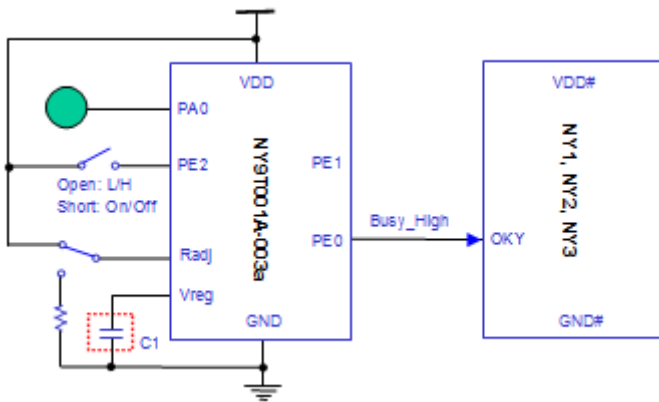 VDD
PA0
PE2
Open: L/H
Short: On/Off
Radj
Vreg
C1
GND
NY9T001A-003a
PE1
PE0
Busy_High
VDD#
NY1, NY2, NY3
OKY
GND#